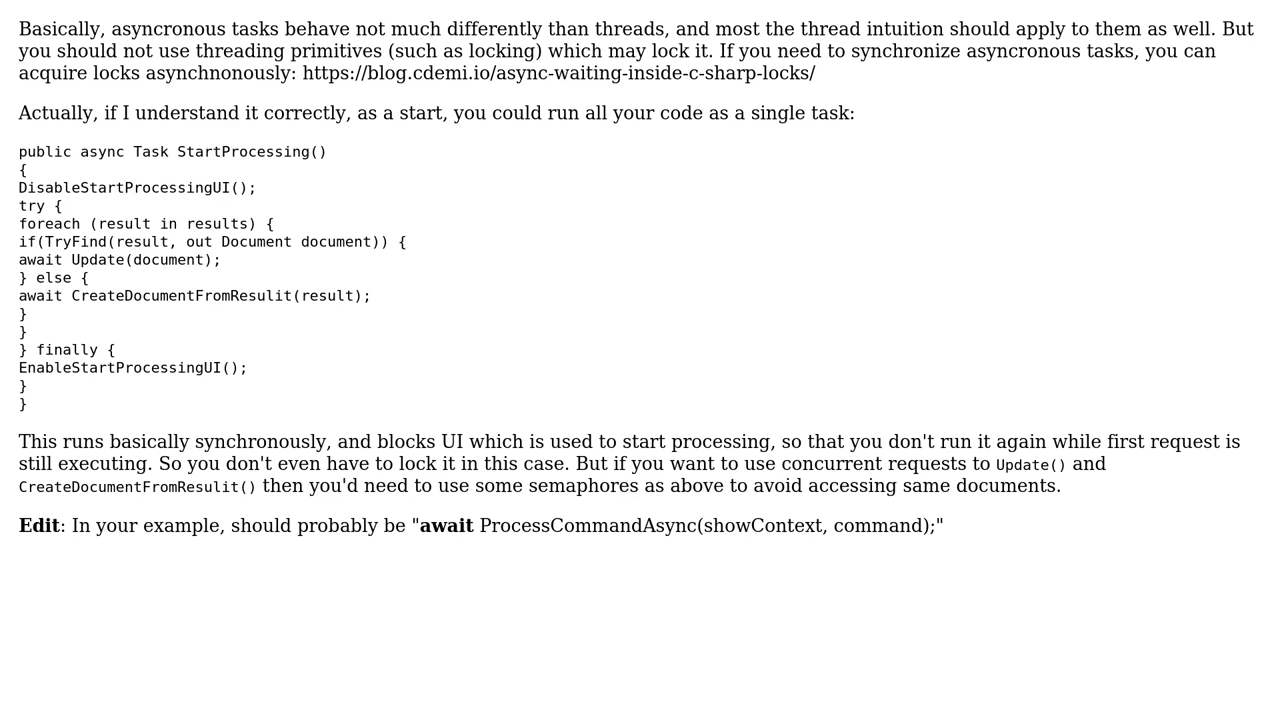 Basically, asyncronous tasks behave not much differently than threads, and most the thread intuition should apply to them as well. But
you should not use threading primitives (such as locking) which may lock it. If you need to synchronize asyncronous tasks, you can
acquire locks asynchnonously: https://blog.cdemi.io/async-waiting-inside-c-sharp-locks/
Actually, if I understand it correctly, as a start, you could run all your code as a single task:
public async Task StartProcessing()
{
DisableStartProcessingUI();
try {
foreach (result in results) {
if(TryFind(result, out Document document)) {
await Update(document);
} else {
await CreateDocumentFromResulit(result);
}
}
} finally {
EnableStartProcessingUI();
}
}
This runs basically synchronously, and blocks UI which is used to start processing, so that you don't run it again while first request is
still executing. So you don't even have to lock it in this case. But if you want to use concurrent requests to Update() and
CreateDocumentFromResulit() then you'd need to use some semaphores as above to avoid accessing same documents.
Edit: In your example, should probably be "await ProcessCommandAsync(showContext, command);"